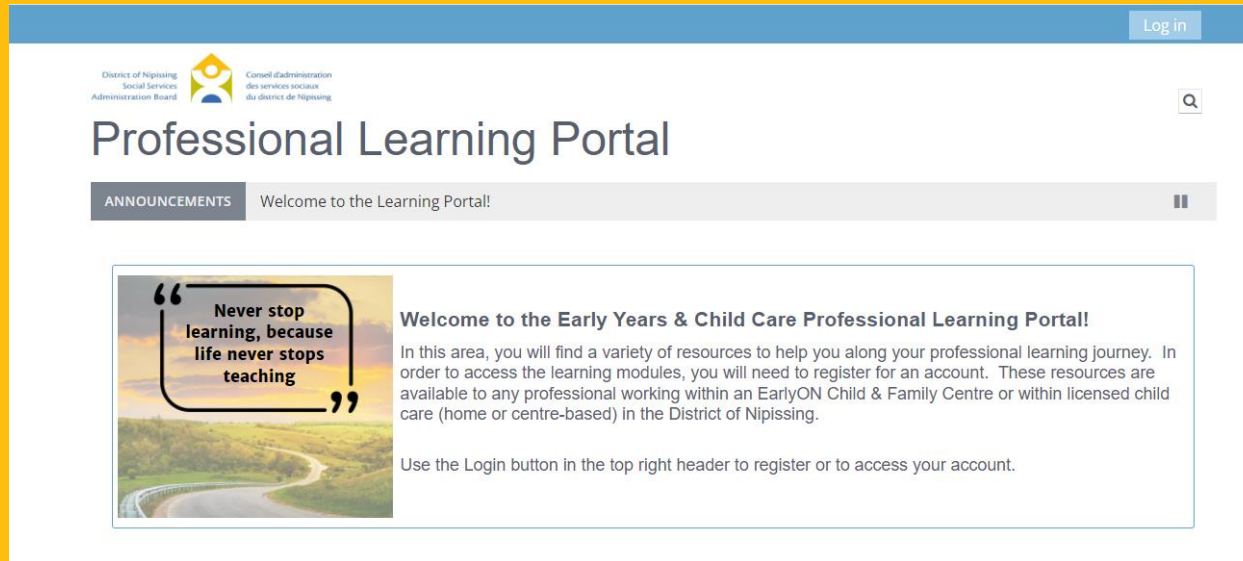 Log in
District of Nipissing
Social Services
Administration Board
Conseil d'administration
des services sociaux
du district de Nipissing
Professional Learning Portal
ANNOUNCEMENTS Welcome to the Learning Portal!
“Never stop
learning, because
life never stops
teaching”
Welcome to the Early Years & Child Care Professional Learning Portal!
In this area, you will find a variety of resources to help you along your professional learning journey. In
order to access the learning modules, you will need to register for an account. These resources are
available to any professional working within an EarlyON Child & Family Centre or within licensed child
care (home or centre-based) in the District of Nipissing.
Use the Login button in the top right header to register or to access your account.